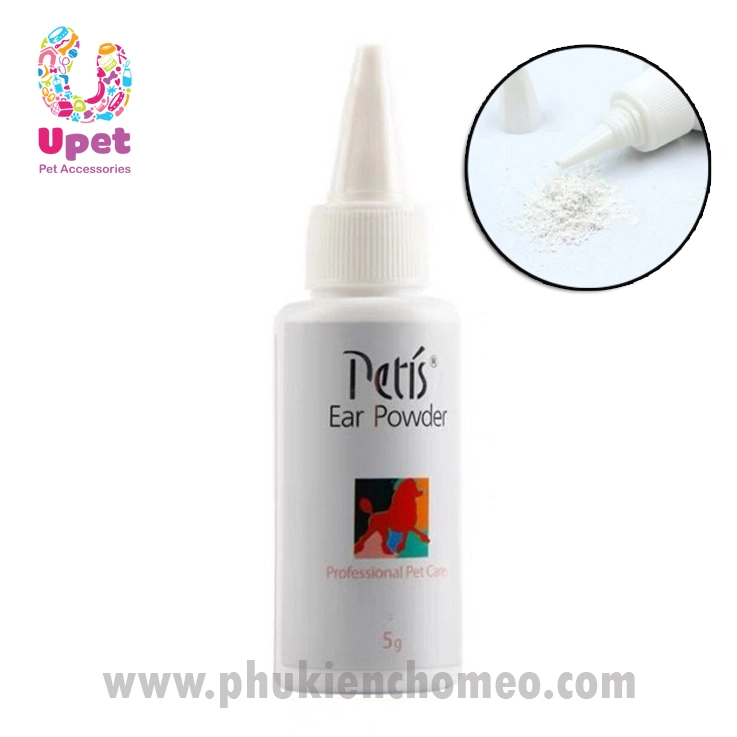 Upet
Pet Accessories
Petis®
Ear Powder
Professional Pet Care
5g
www.phukienchomeo.com